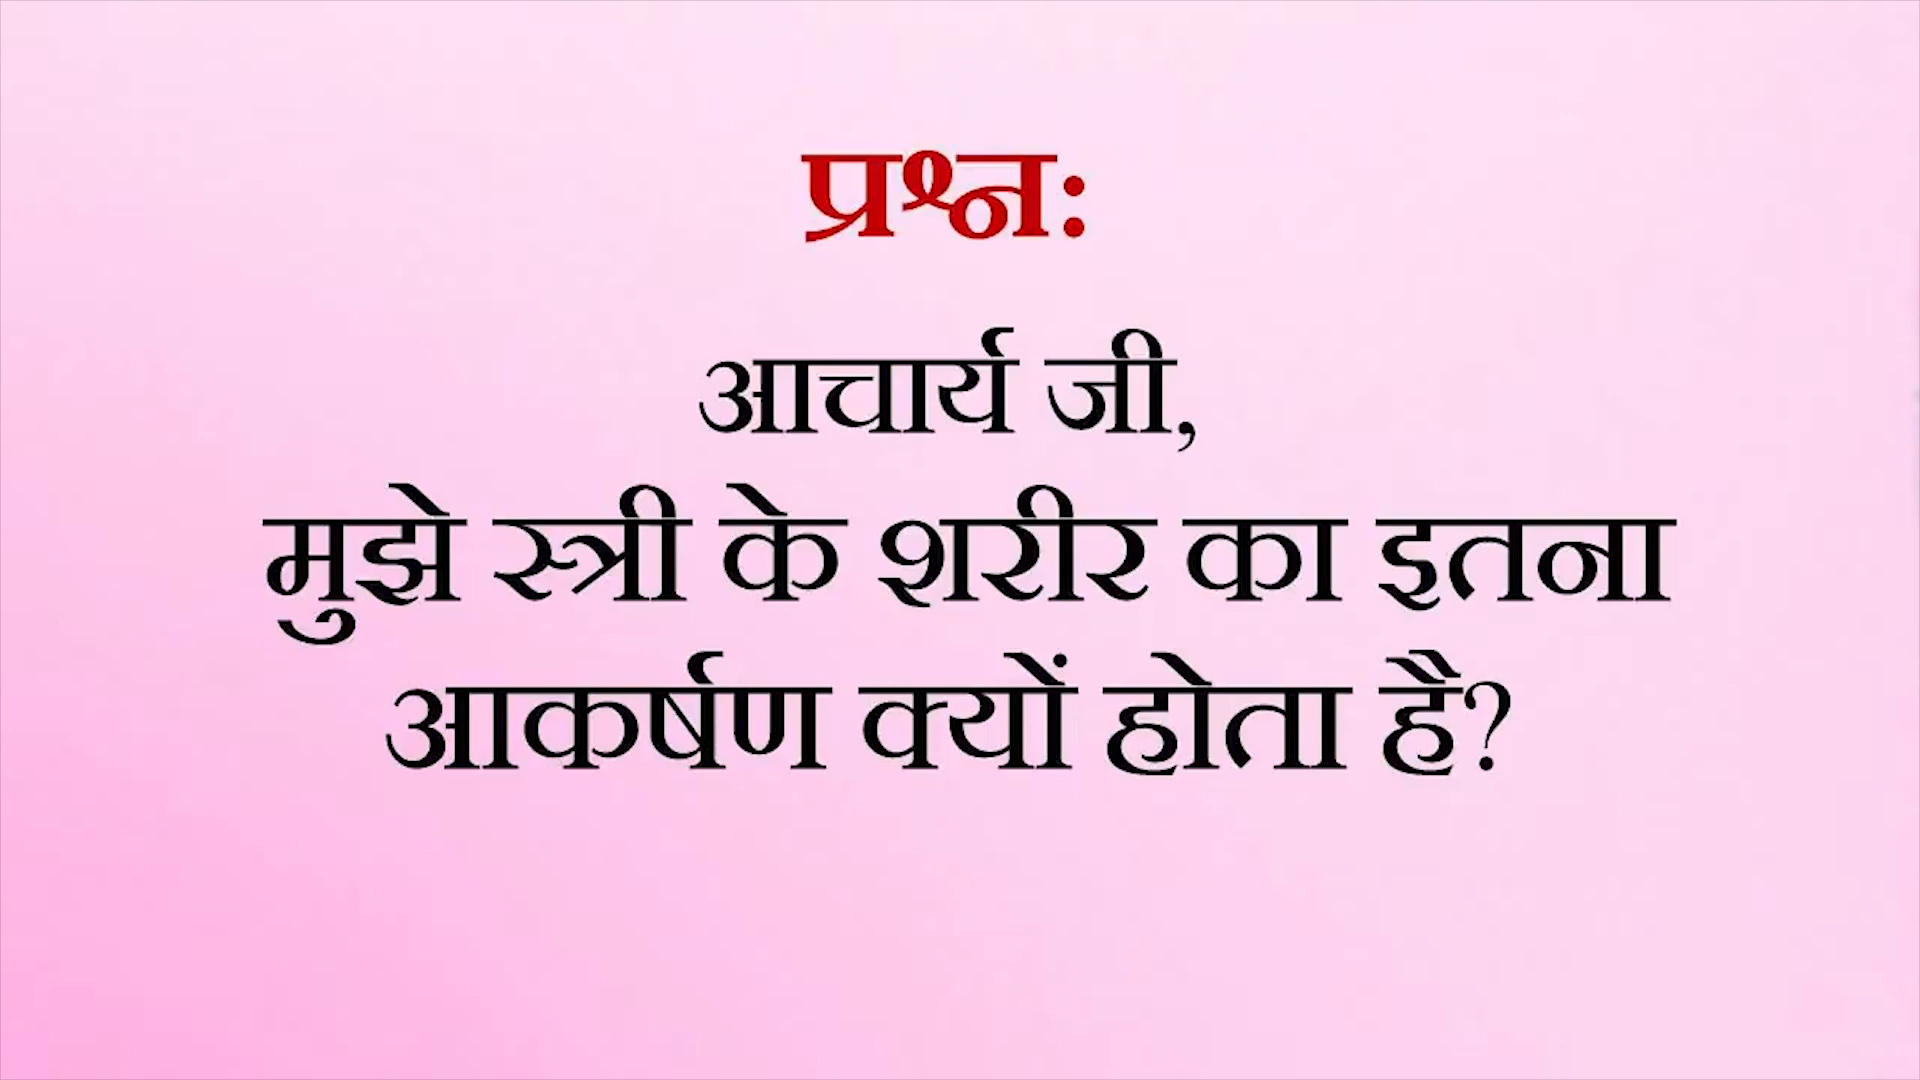 प्रश्न:
आचार्य जी,
मुझे स्त्री के शरीर का इतना
आकर्षण क्यों होता है?